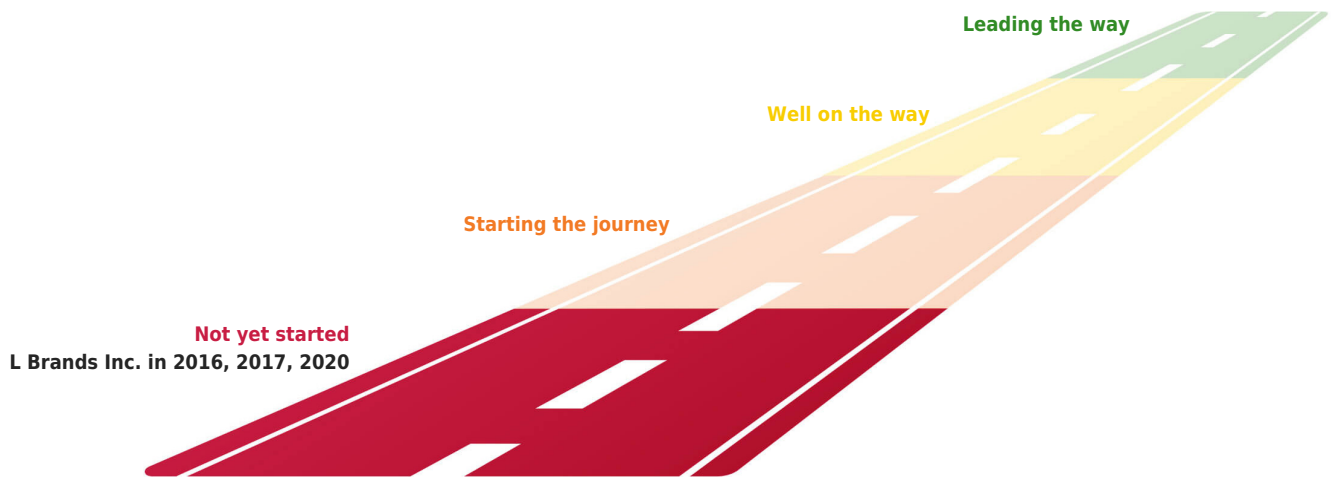 Leading the way
Well on the way
Starting the journey
Not yet started
L Brands Inc. in 2016, 2017, 2020